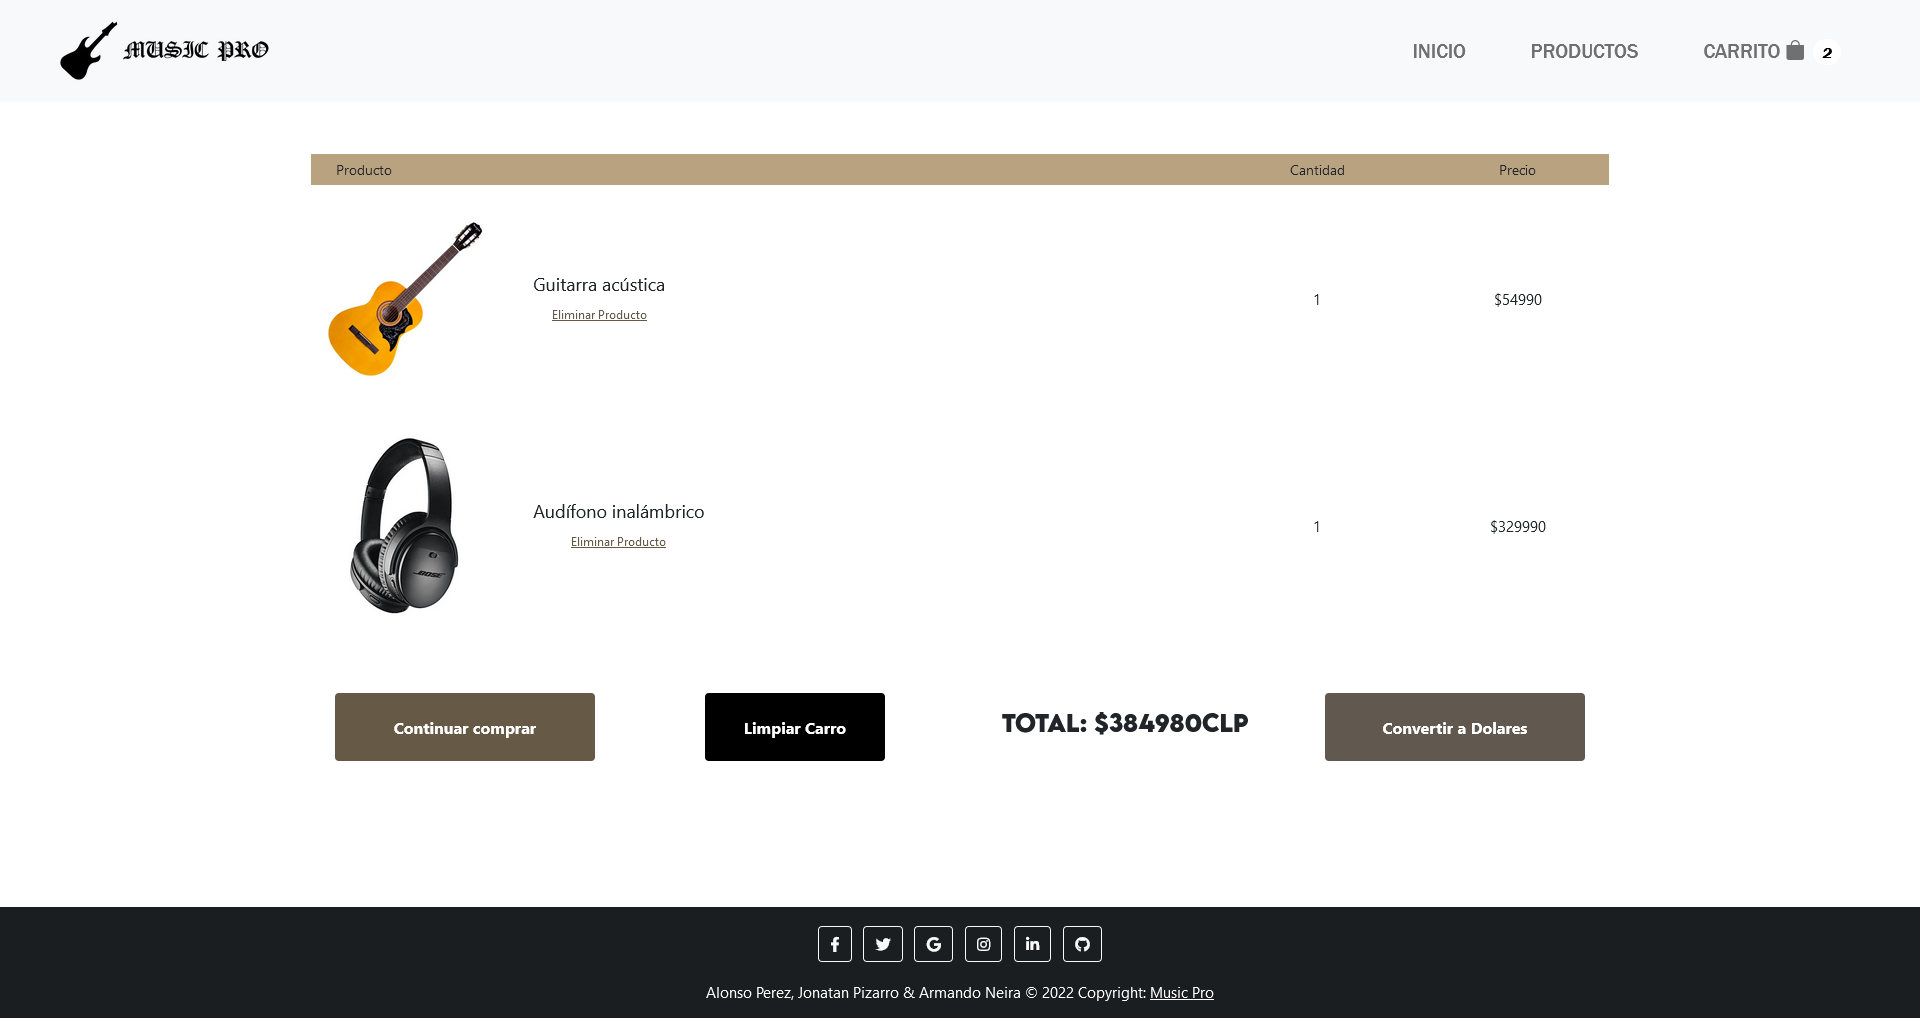 MUSIC PRO
INICIO PRODUCTOS CARRITO 2
Producto Cantidad Precio
Guitarra acústica
Eliminar Producto
1 $54990
Audífono inalámbrico
Eliminar Producto
1 $329990
BOSE
Continuar comprar Limpiar Carro TOTAL: $384980CLP Convertir a Dolares
Alonso Perez, Jonatan Pizarro & Armando Neira © 2022 Copyright: Music Pro